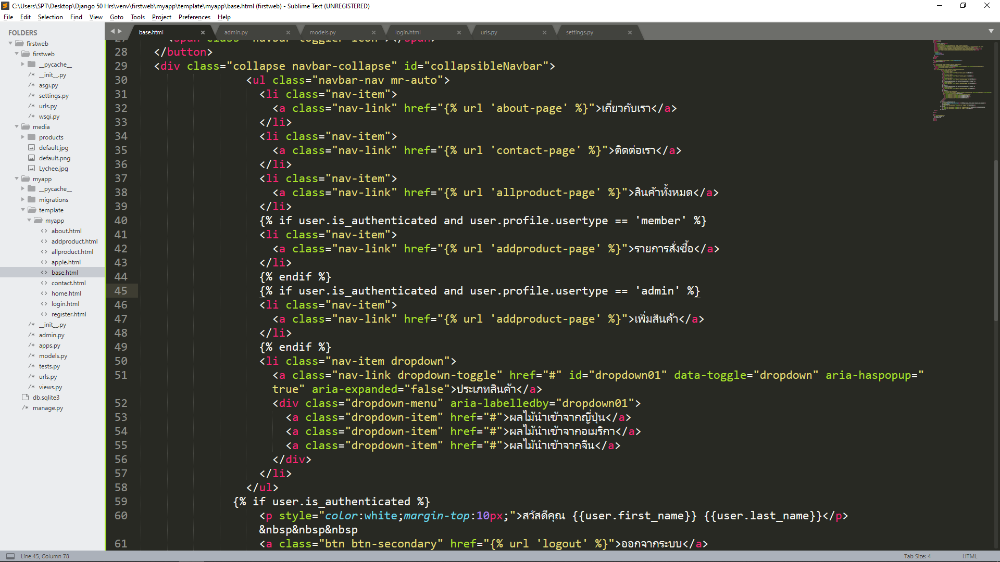 C:\Users\SPT\Desktop\Django 50 Hrs\venv\firstweb\myapp\template\myapp\base.html (firstweb) - Sublime Text (UNREGISTERED)
File Edit Selection Find View Goto Tools Project Preferences Help
FOLDERS
firstweb
firstweb
__pycache__
__init__.py
asgi.py
settings.py
urls.py
wsgi.py
media
products
default.jpg
default.png
Lychee.jpg
myapp
__pycache__
migrations
template
myapp
about.html
addproduct.html
allproduct.html
apple.html
base.html
contact.html
home.html
login.html
register.html
__init__.py
admin.py
apps.py
models.py
tests.py
urls.py
views.py
db.sqlite3
manage.py
base.html admin.py models.py login.html urls.py settings.py
28 </button>
29 <div class="collapse navbar-collapse" id="collapsibleNavbar">
30 <ul class="navbar-nav mr-auto">
31 <li class="nav-item">
32 <a class="nav-link" href="{% url 'about-page' %}">เกี่ยวกับเรา</a>
33 </li>
34 <li class="nav-item">
35 <a class="nav-link" href="{% url 'contact-page' %}">ติดต่อเรา</a>
36 </li>
37 <li class="nav-item">
38 <a class="nav-link" href="{% url 'allproduct-page' %}">สินค้าทั้งหมด</a>
39 </li>
40 {% if user.is_authenticated and user.profile.usertype == 'member' %}
41 <li class="nav-item">
42 <a class="nav-link" href="{% url 'addproduct-page' %}">รายการสั่งซื้อ</a>
43 </li>
44 {% endif %}
45 {% if user.is_authenticated and user.profile.usertype == 'admin' %}
46 <li class="nav-item">
47 <a class="nav-link" href="{% url 'addproduct-page' %}">เพิ่มสินค้า</a>
48 </li>
49 {% endif %}
50 <li class="nav-item dropdown">
51 <a class="nav-link dropdown-toggle" href="#" id="dropdown01" data-toggle="dropdown" aria-haspopup="
true" aria-expanded="false">ประเภทสินค้า</a>
52 <div class="dropdown-menu" aria-labelledby="dropdown01">
53 <a class="dropdown-item" href="#">ผลไม้นำเข้าจากญี่ปุ่น</a>
54 <a class="dropdown-item" href="#">ผลไม้นำเข้าจากอเมริกา</a>
55 <a class="dropdown-item" href="#">ผลไม้นำเข้าจากจีน</a>
56 </div>
57 </li>
58 </ul>
59 {% if user.is_authenticated %}
60 <p style="color:white;margin-top:10px;">สวัสดีคุณ {{user.first_name}} {{user.last_name}}</p>
&nbsp&nbsp&nbsp
61 <a class="btn btn-secondary" href="{% url 'logout' %}">ออกจากระบบ</a>
Line 45, Column 78
Tab Size: 4 HTML